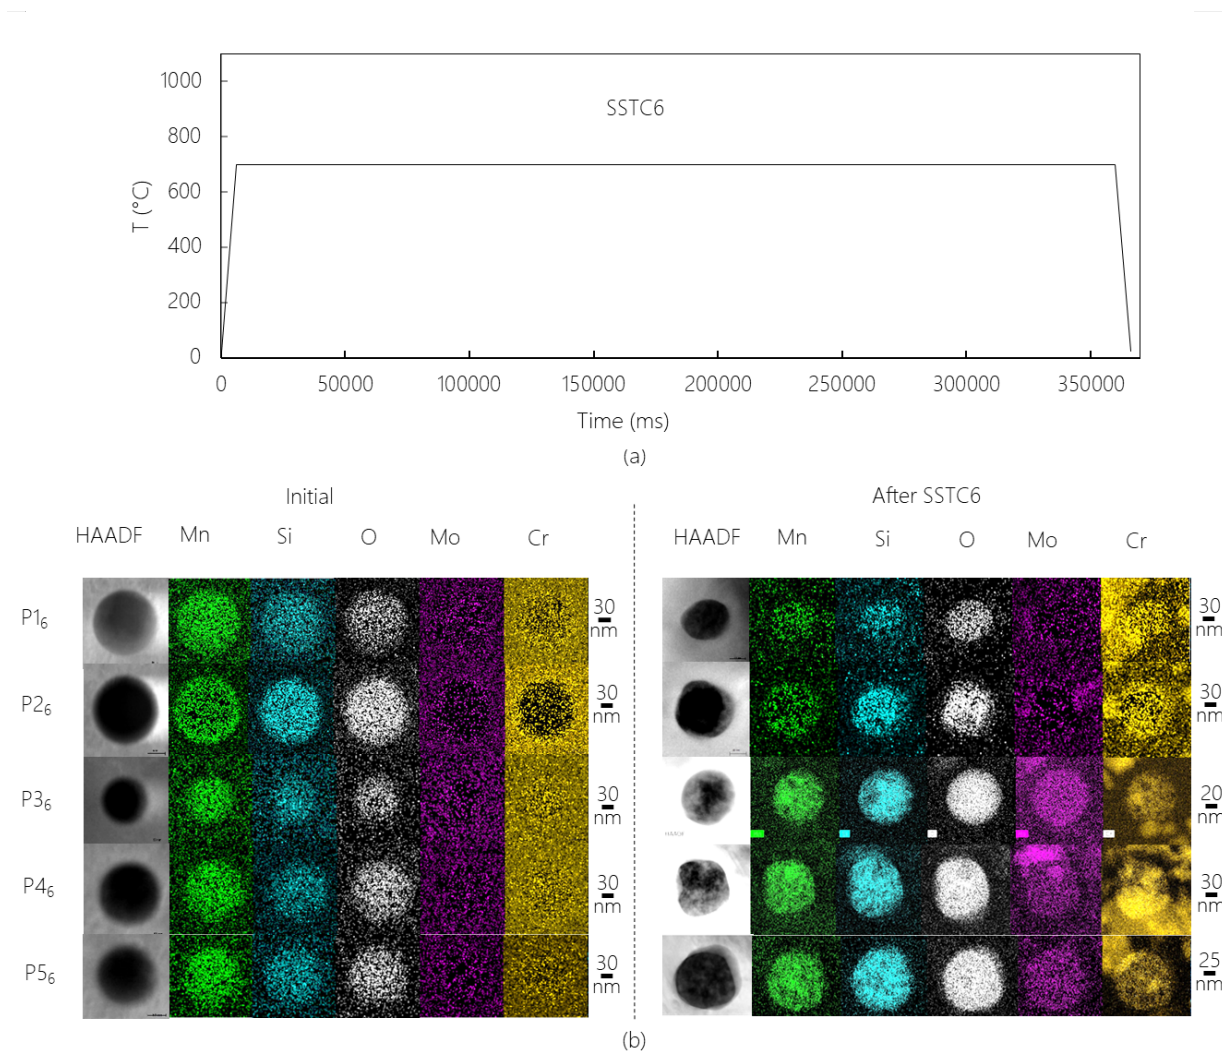 1000
SSTC6
800
600
T (°C)
400
200
0
0 50000 100000 150000 200000 250000 300000 350000
Time (ms)
(a)
Initial After SSTC6
HAADF Mn Si O Mo Cr HAADF Mn Si O Mo Cr
P1₆ 30 nm 30 nm
P2₆ 30 nm 30 nm
P3₆ 30 nm 20 nm
P4₆ 30 nm 30 nm
P5₆ 30 nm 25 nm
(b)